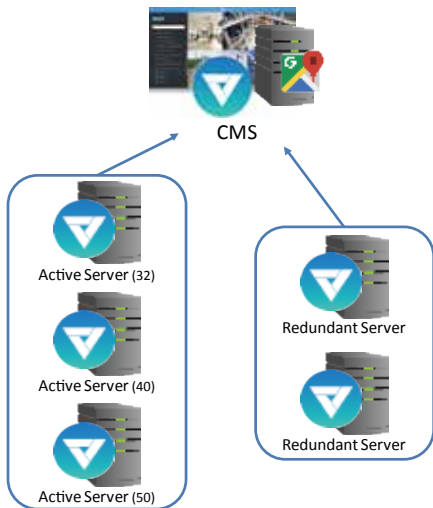 CMS
Active Server (32)
Active Server (40)
Active Server (50)
Redundant Server
Redundant Server